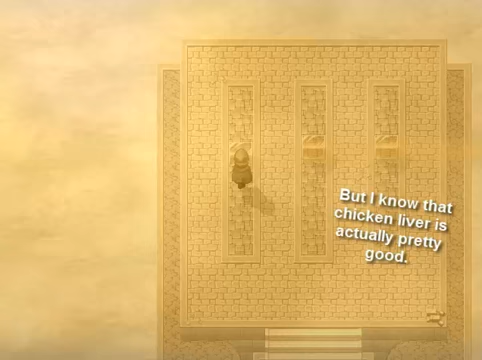 But I know that
chicken liver is
actually pretty
good.